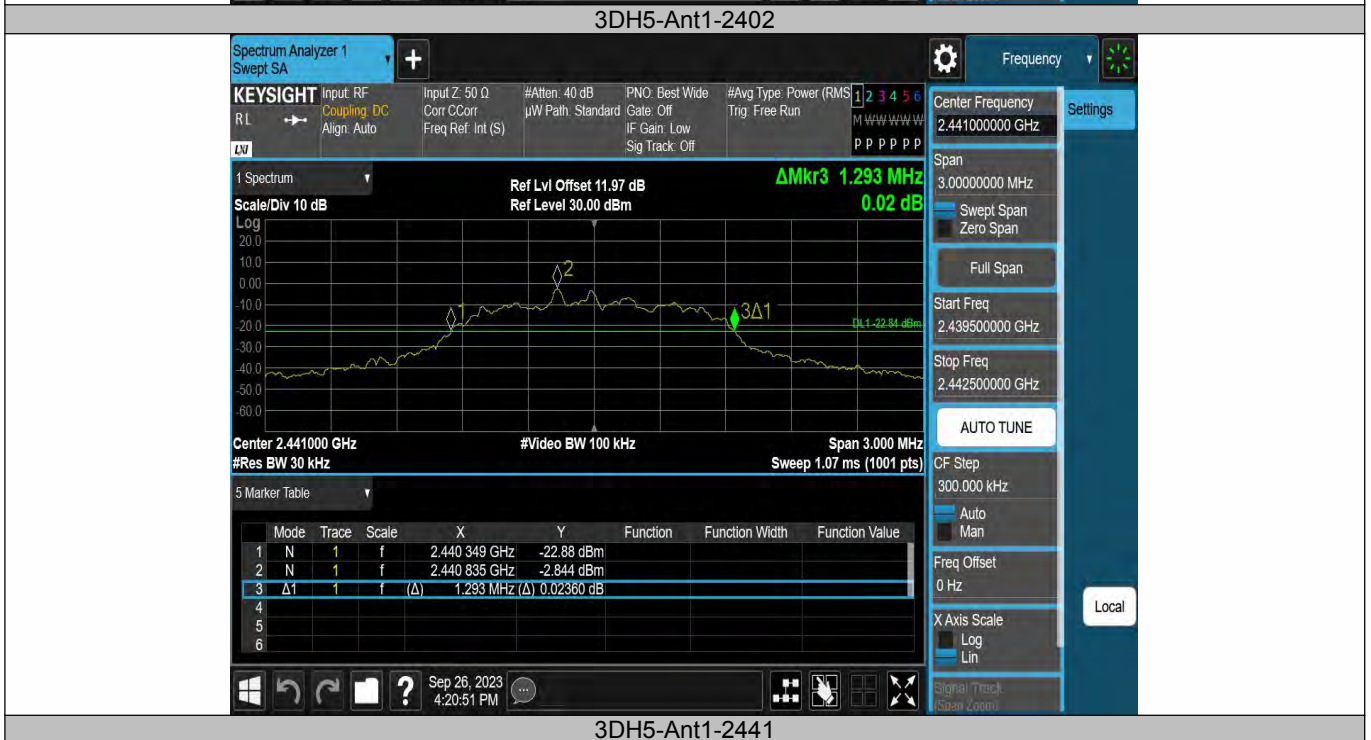 3DH5-Ant1-2402
Spectrum Analyzer 1
Swept SA
+
Frequency
KEYSIGHT
RL
LXI
Input: RF
Coupling: DC
Align: Auto
Input Z: 50 Ω
Corr CCorr
Freq Ref: Int (S)
#Atten: 40 dB
µW Path: Standard
PNO: Best Wide
Gate: Off
IF Gain: Low
Sig Track: Off
#Avg Type: Power (RMS
Trig: Free Run
1 2 3 4 5 6
M W W W W W
P P P P P P
1 Spectrum
Scale/Div 10 dB
Ref Lvl Offset 11.97 dB
Ref Level 30.00 dBm
ΔMkr3 1.293 MHz
0.02 dB
Log
20.0
10.0
0.00
-10.0
-20.0
-30.0
-40.0
-50.0
-60.0
1
2
3Δ1
DL1 -22.84 dBm
Center 2.441000 GHz
#Video BW 100 kHz
Span 3.000 MHz
#Res BW 30 kHz
Sweep 1.07 ms (1001 pts)
5 Marker Table
Mode Trace Scale X Y Function Function Width Function Value
1 N 1 f 2.440 349 GHz -22.88 dBm
2 N 1 f 2.440 835 GHz -2.844 dBm
3 Δ1 1 f (Δ) 1.293 MHz (Δ) 0.02360 dB
4
5
6
Center Frequency
2.441000000 GHz
Settings
Span
3.00000000 MHz
Swept Span
Zero Span
Full Span
Start Freq
2.439500000 GHz
Stop Freq
2.442500000 GHz
AUTO TUNE
CF Step
300.000 kHz
Auto
Man
Freq Offset
0 Hz
X Axis Scale
Log
Lin
Local
Signal Track
(Span Zoom)
?
Sep 26, 2023
4:20:51 PM
3DH5-Ant1-2441